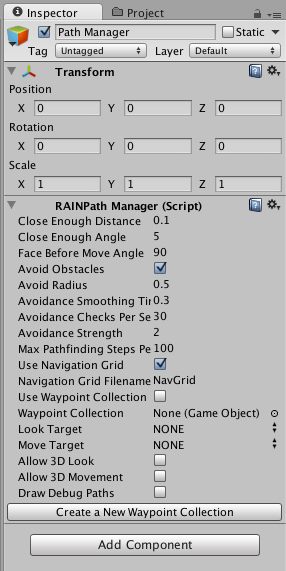 Inspector Project
Path Manager Static
Tag Untagged Layer Default
Transform
Position
X 0 Y 0 Z 0
Rotation
X 0 Y 0 Z 0
Scale
X 1 Y 1 Z 1
RAINPath Manager (Script)
Close Enough Distance 0.1
Close Enough Angle 5
Face Before Move Angle 90
Avoid Obstacles
Avoid Radius 0.5
Avoidance Smoothing Tir 0.3
Avoidance Checks Per Se 30
Avoidance Strength 2
Max Pathfinding Steps Pe 100
Use Navigation Grid
Navigation Grid Filename NavGrid
Use Waypoint Collection
Waypoint Collection None (Game Object)
Look Target NONE
Move Target NONE
Allow 3D Look
Allow 3D Movement
Draw Debug Paths
Create a New Waypoint Collection
Add Component